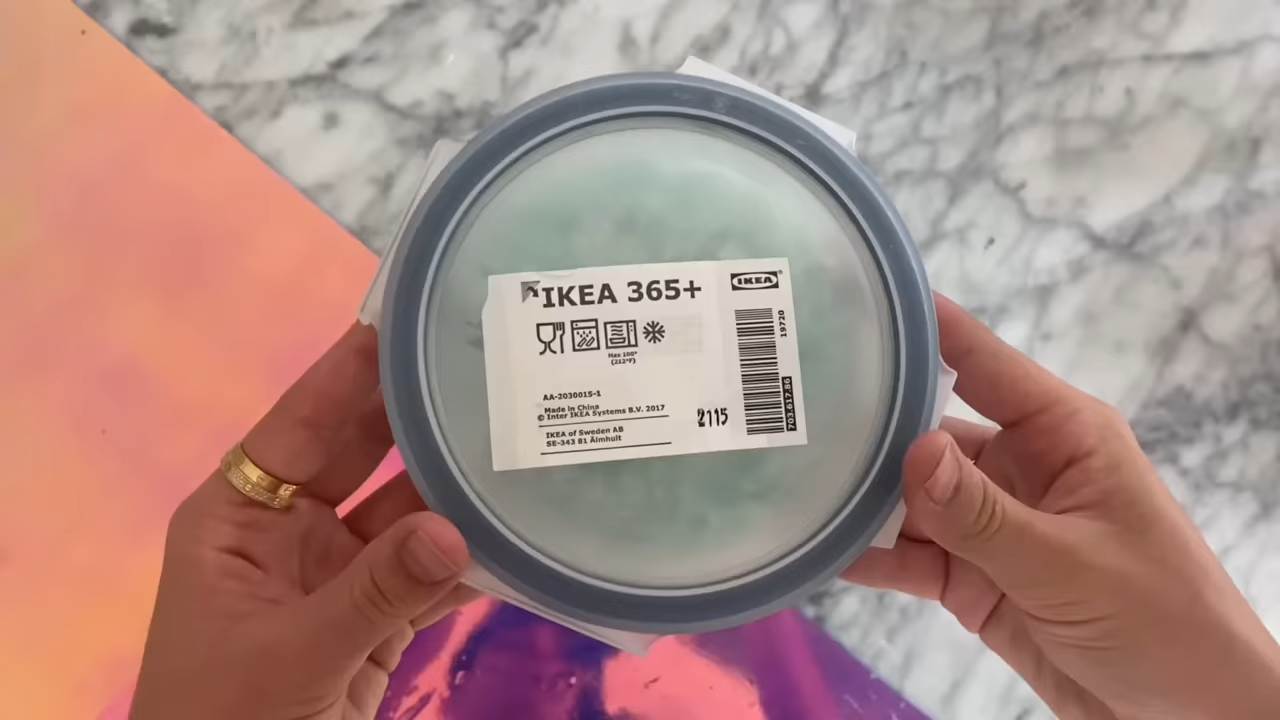 IKEA 365+
IKEA®
Max 100°
(212°F)
19720
703.617.86
AA-2030015-1
Made in China
© Inter IKEA Systems B.V. 2017
2115
IKEA of Sweden AB
SE-343 81 Älmhult